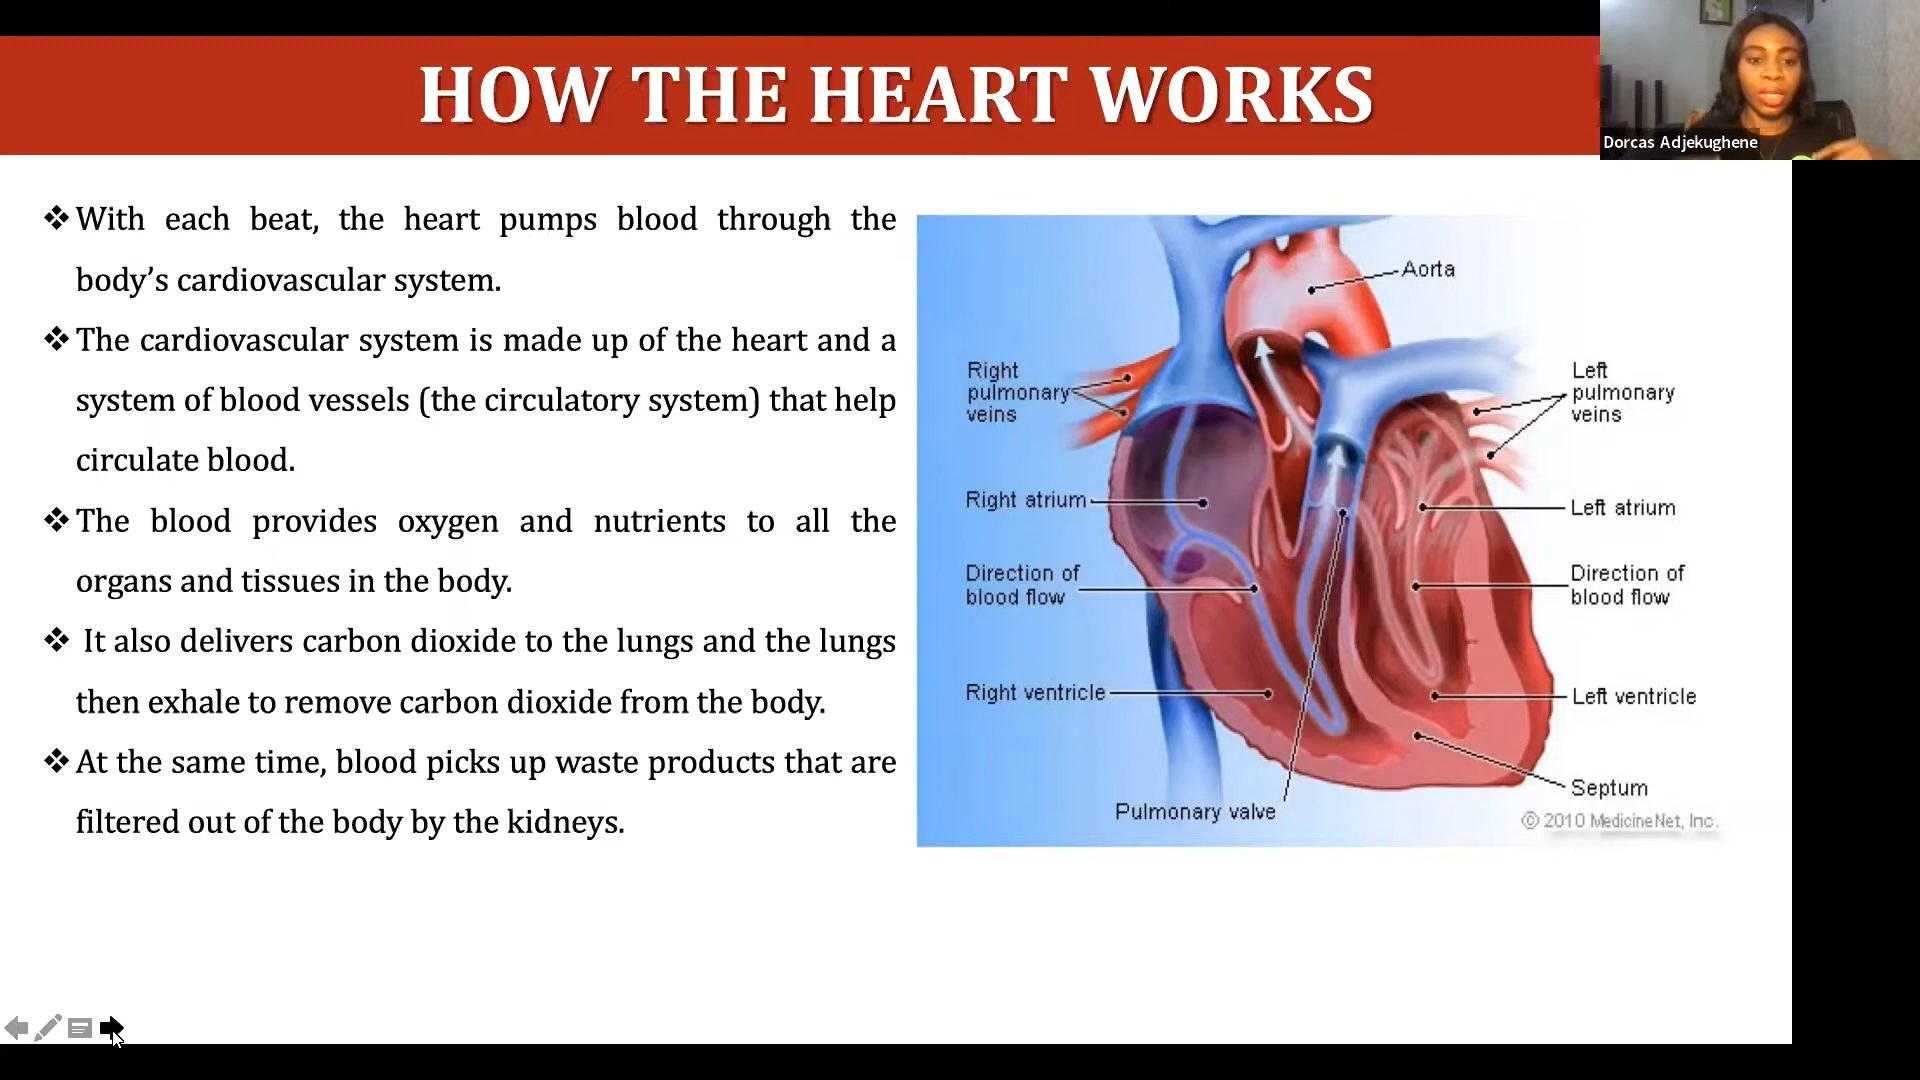 HOW THE HEART WORKS
Dorcas Adjekughene
❖With each beat, the heart pumps blood through the
body’s cardiovascular system.
❖The cardiovascular system is made up of the heart and a
system of blood vessels (the circulatory system) that help
circulate blood.
❖The blood provides oxygen and nutrients to all the
organs and tissues in the body.
❖ It also delivers carbon dioxide to the lungs and the lungs
then exhale to remove carbon dioxide from the body.
❖At the same time, blood picks up waste products that are
filtered out of the body by the kidneys.
Aorta
Right
pulmonary
veins
Left
pulmonary
veins
Right atrium
Left atrium
Direction of
blood flow
Direction of
blood flow
Right ventricle
Left ventricle
Septum
Pulmonary valve
© 2010 MedicineNet, Inc.